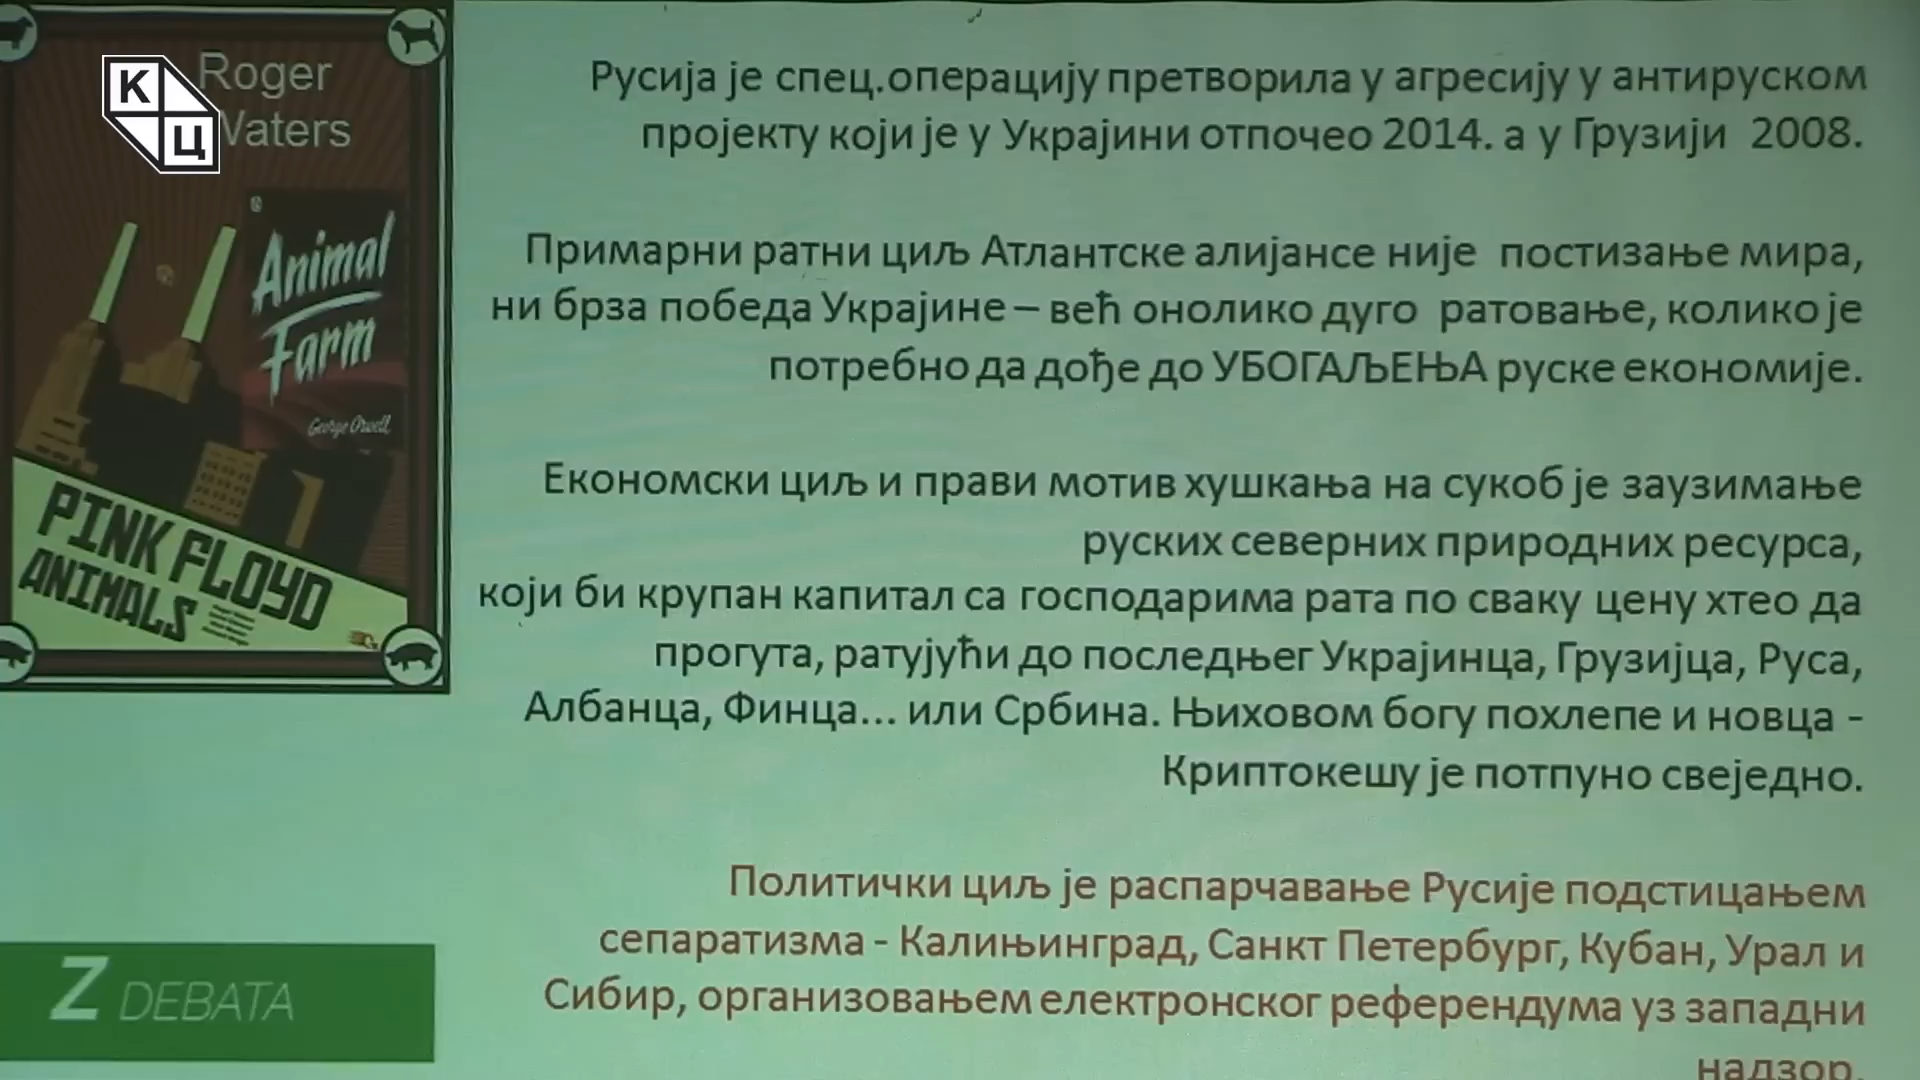 К
Ц
Roger
Waters
Animal
Farm
George Orwell
PINK FLOYD
ANIMALS
Русија је спец.операцију претворила у агресију у антируском
пројекту који је у Украјини отпочео 2014. а у Грузији 2008.
Примарни ратни циљ Атлантске алијансе није постизање мира,
ни брза победа Украјине – већ онолико дуго ратовање, колико је
потребно да дође до УБОГАЉЕЊА руске економије.
Економски циљ и прави мотив хушкања на сукоб је заузимање
руских северних природних ресурса,
који би крупан капитал са господарима рата по сваку цену хтео да
прогута, ратујући до последњег Украјинца, Грузијца, Руса,
Албанца, Финца... или Србина. Њиховом богу похлепе и новца -
Криптокешу је потпуно свеједно.
Политички циљ је распарчавање Русије подстицањем
сепаратизма - Калињинград, Санкт Петербург, Кубан, Урал и
Сибир, организовањем електронског референдума уз западни
надзор.
Z DEBATA